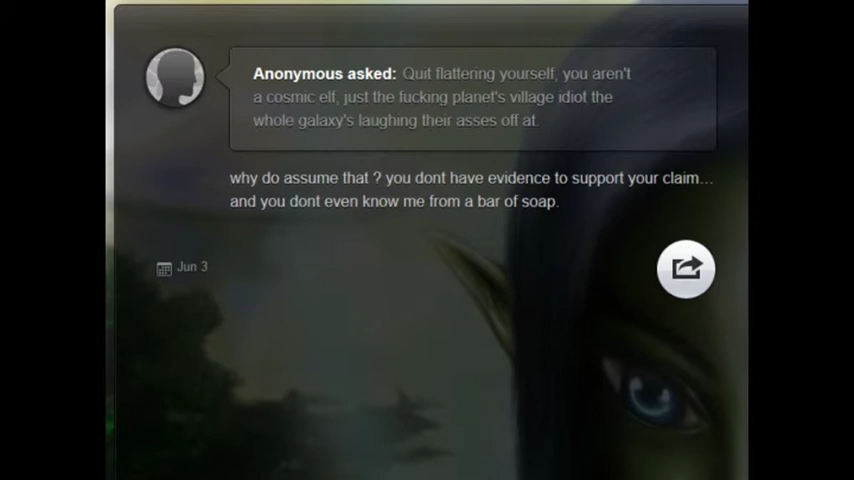 Anonymous asked: Quit flattering yourself, you aren't
a cosmic elf, just the fucking planet's village idiot the
whole galaxy's laughing their asses off at.
why do assume that ? you dont have evidence to support your claim...
and you dont even know me from a bar of soap.
Jun 3